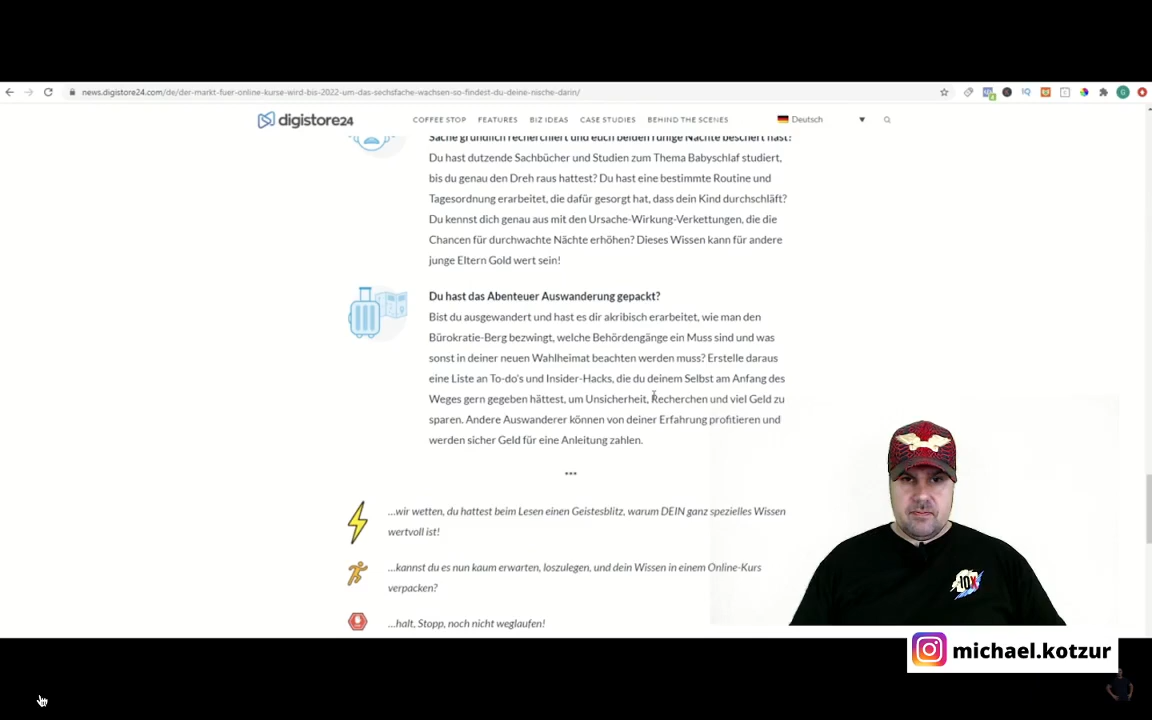 news.digistore24.com/de/der-markt-fuer-online-kurse-wird-bis-2022-um-das-sechsfache-wachsen-so-findest-du-deine-nische-darin/
digistore24
COFFEE STOP FEATURES BIZ IDEAS CASE STUDIES BEHIND THE SCENES Deutsch
Sache gründlich recherchiert und euch beiden ruhige Nächte beschert hast?
Du hast dutzende Sachbücher und Studien zum Thema Babyschlaf studiert,
bis du genau den Dreh raus hattest? Du hast eine bestimmte Routine und
Tagesordnung erarbeitet, die dafür gesorgt hat, dass dein Kind durchschläft?
Du kennst dich genau aus mit den Ursache-Wirkung-Verkettungen, die die
Chancen für durchwachte Nächte erhöhen? Dieses Wissen kann für andere
junge Eltern Gold wert sein!
Du hast das Abenteuer Auswanderung gepackt?
Bist du ausgewandert und hast es dir akribisch erarbeitet, wie man den
Bürokratie-Berg bezwingt, welche Behördengänge ein Muss sind und was
sonst in deiner neuen Wahlheimat beachten werden muss? Erstelle daraus
eine Liste an To-do's und Insider-Hacks, die du deinem Selbst am Anfang des
Weges gern gegeben hättest, um Unsicherheit, Recherchen und viel Geld zu
sparen. Andere Auswanderer können von deiner Erfahrung profitieren und
werden sicher Geld für eine Anleitung zahlen.
***
...wir wetten, du hattest beim Lesen einen Geistesblitz, warum DEIN ganz spezielles Wissen
wertvoll ist!
...kannst du es nun kaum erwarten, loszulegen, und dein Wissen in einem Online-Kurs
verpacken?
...halt, Stopp, noch nicht weglaufen!
10X
michael.kotzur